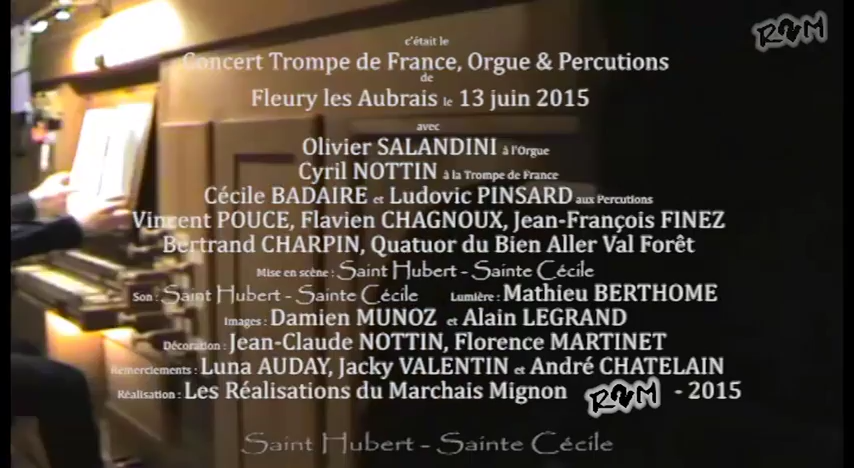 R2M
c'était le
Concert Trompe de France, Orgue & Percutions
de
Fleury les Aubrais le 13 juin 2015
avec
Olivier SALANDINI à l'Orgue
Cyril NOTTIN à la Trompe de France
Cécile BADAIRE et Ludovic PINSARD aux Percutions
Vincent POUCE, Flavien CHAGNOUX, Jean-François FINEZ
Bertrand CHARPIN, Quatuor du Bien Aller Val Forêt
Mise en scène : Saint Hubert - Sainte Cécile
Son : Saint Hubert - Sainte Cécile Lumière : Mathieu BERTHOME
Images : Damien MUNOZ et Alain LEGRAND
Décoration : Jean-Claude NOTTIN, Florence MARTINET
Remerciements : Luna AUDAY, Jacky VALENTIN et André CHATELAIN
Réalisation : Les Réalisations du Marchais Mignon R2M - 2015
Saint Hubert - Sainte Cécile